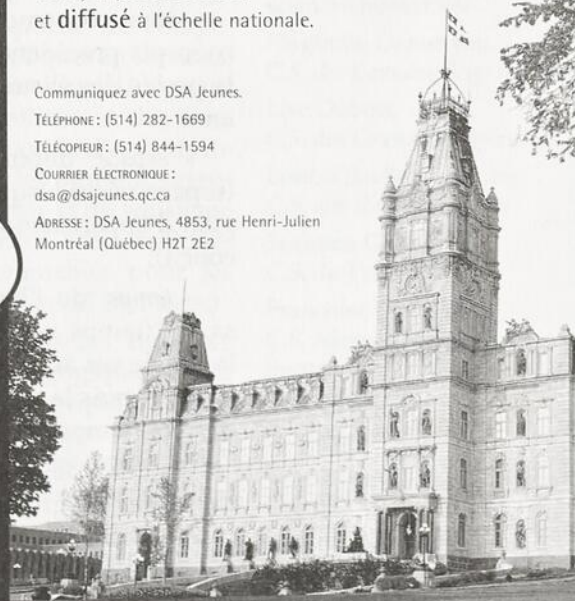 et diffusé à l'échelle nationale.
Communiquez avec DSA Jeunes.
TÉLÉPHONE : (514) 282-1669
TÉLÉCOPIEUR : (514) 844-1594
COURRIER ÉLECTRONIQUE :
dsa@dsajeunes.qc.ca
ADRESSE : DSA Jeunes, 4853, rue Henri-Julien
Montréal (Québec) H2T 2E2